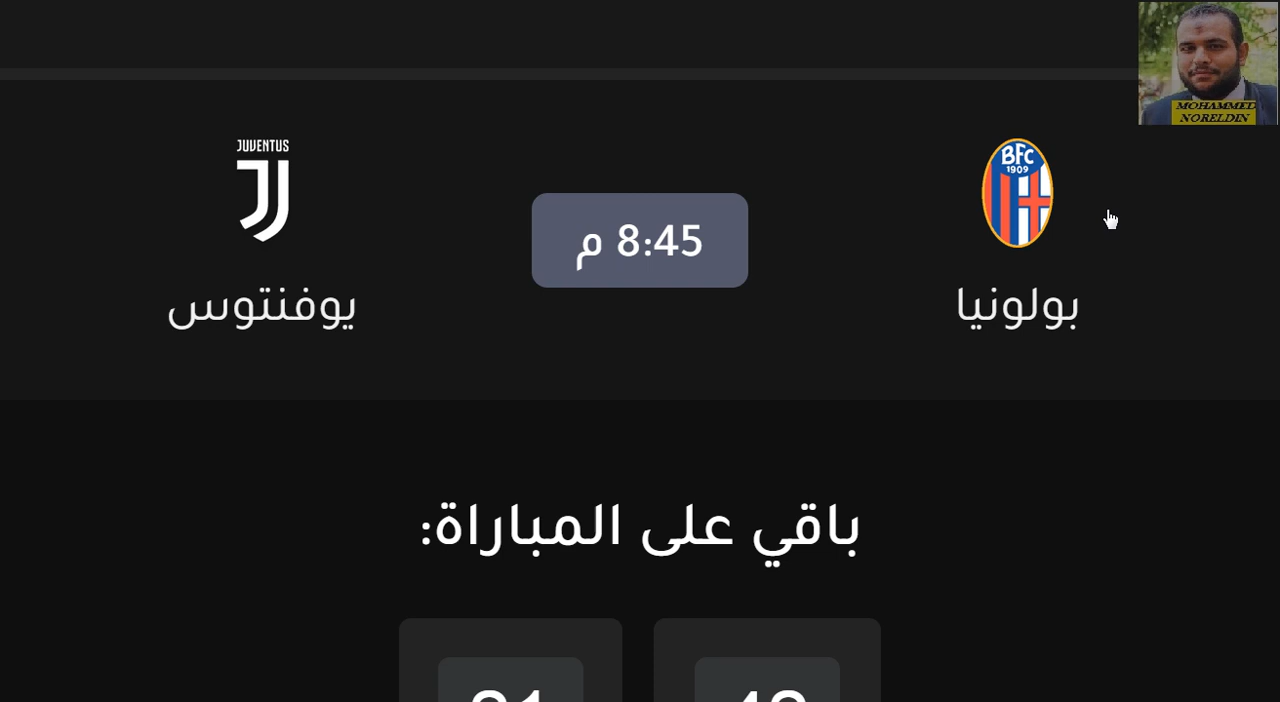 MOHAMMED
NORELDIN
BFC
1909
بولونيا
8:45 م
JUVENTUS
يوفنتوس
باقي على المباراة: